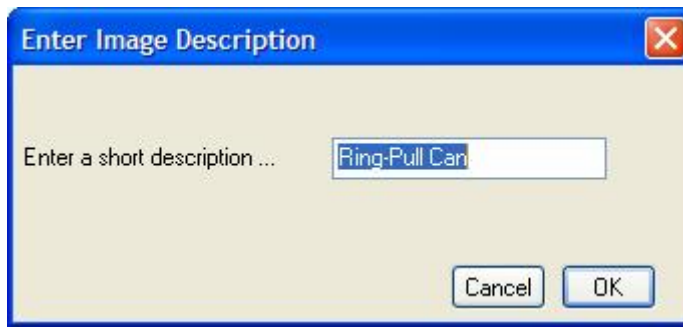 Enter Image Description
Enter a short description ... Ring-Pull Can
Cancel OK